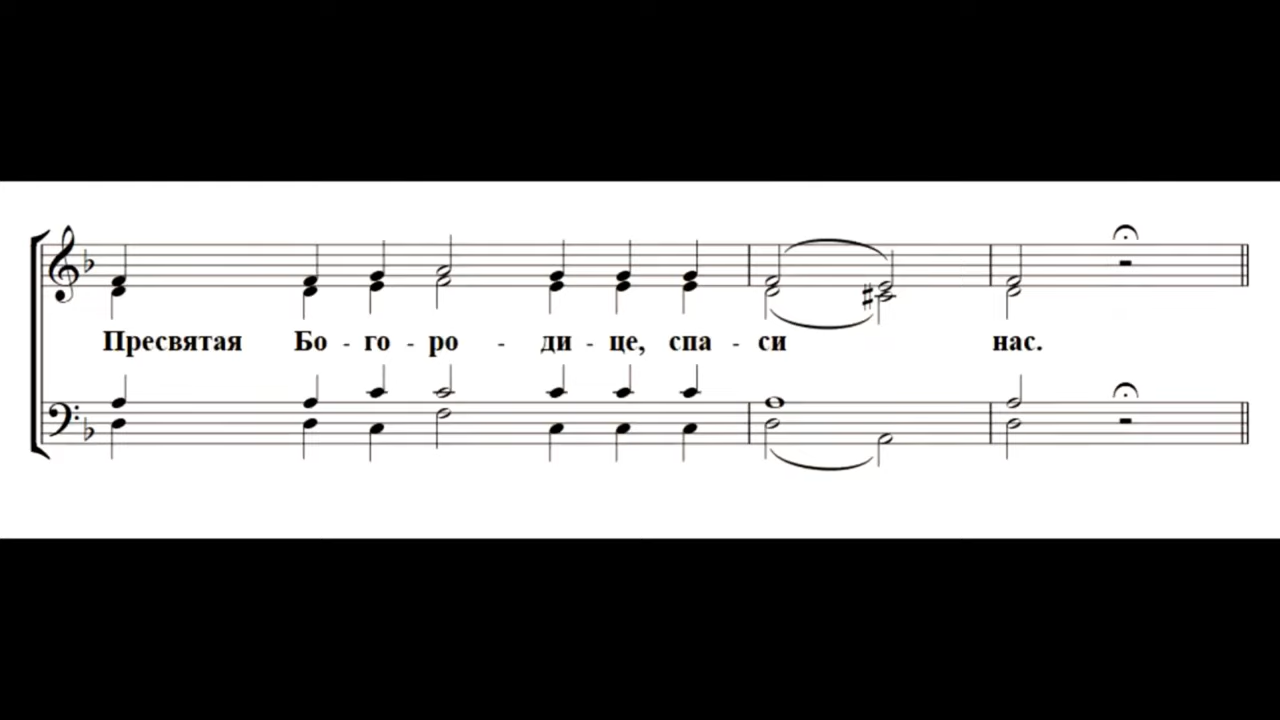 Пресвятая Бо - го - ро - ди - це, спа - си нас.